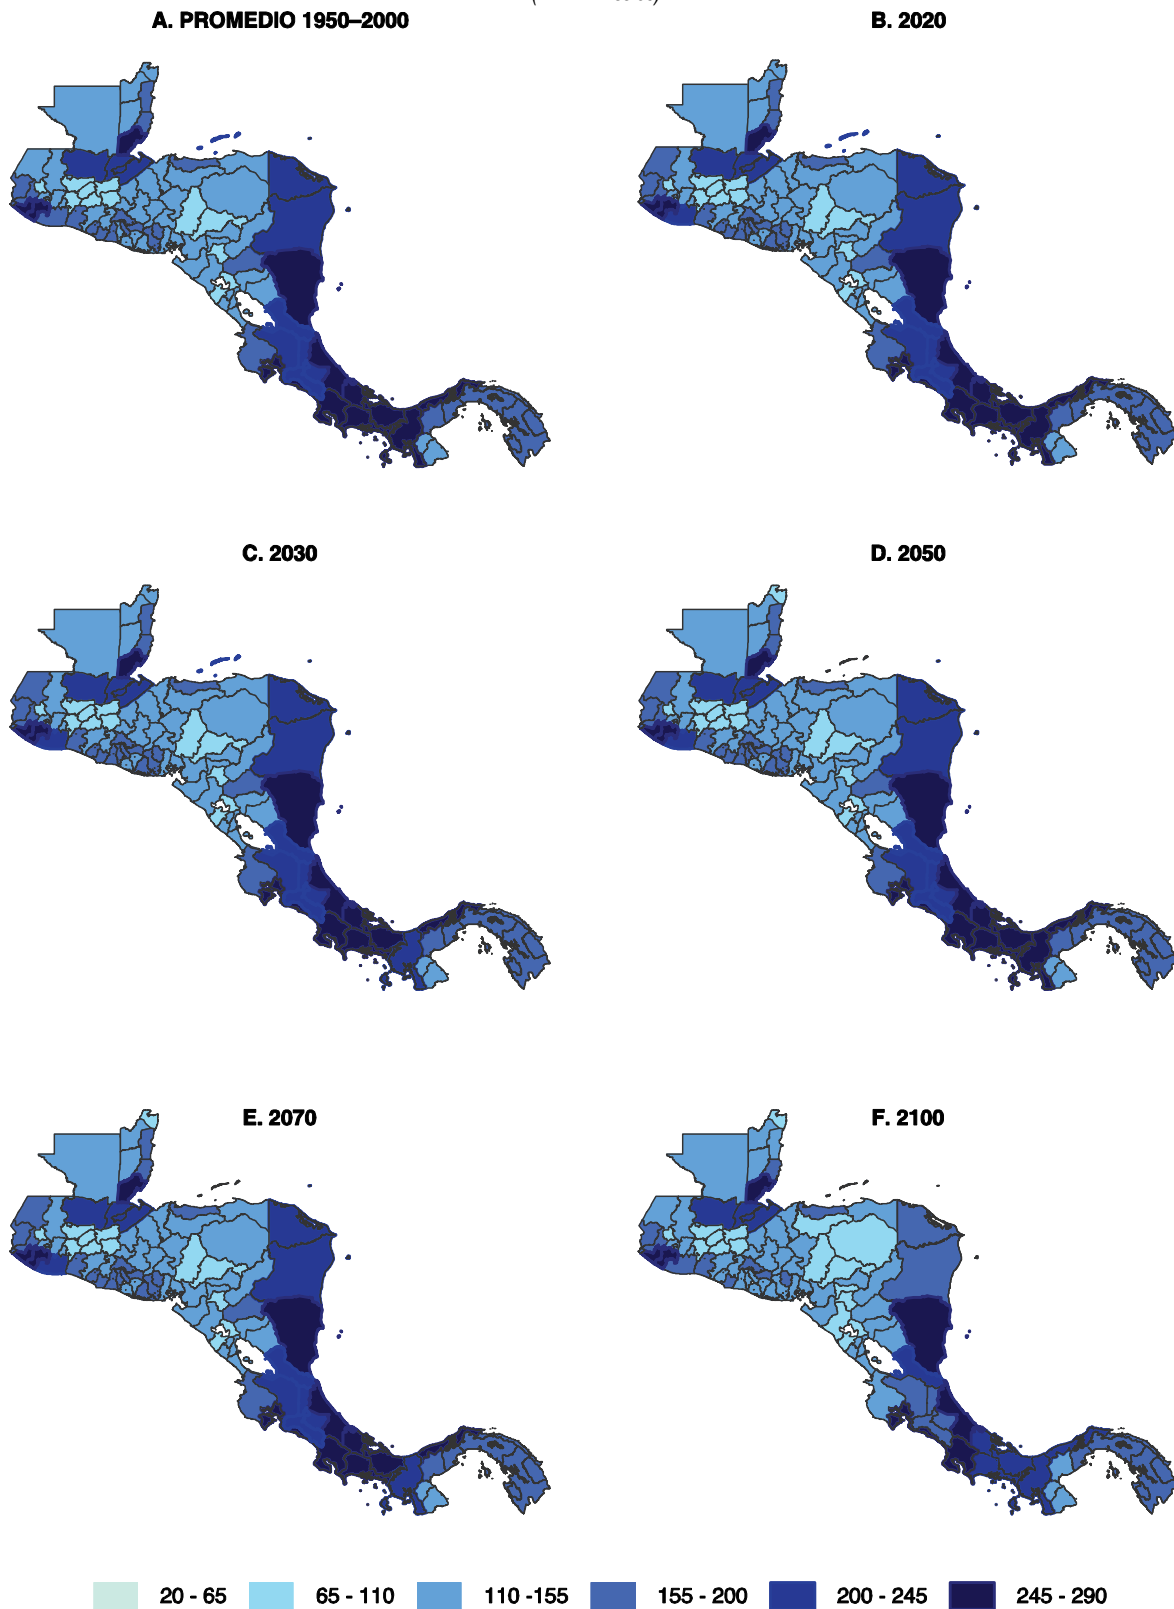 A. PROMEDIO 1950–2000
B. 2020
C. 2030
D. 2050
E. 2070
F. 2100
20 - 65
65 - 110
110 -155
155 - 200
200 - 245
245 - 290